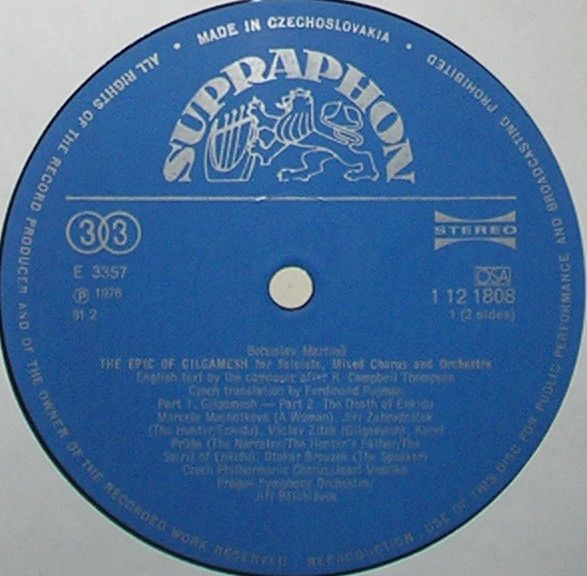 ALL RIGHTS OF THE RECORD PRODUCER AND OF THE OWNER OF THE RECORDED WORK RESERVED · REPRODUCTION USE OF THIS DISC FOR PUBLIC PERFORMANCE AND BROADCASTING PROHIBITED
· MADE IN CZECHOSLOVAKIA ·
SUPRAPHON
33
STEREO
E 3357
Ⓟ 1976
91 2
OSA
1 12 1808
1 (2 sides)
Bohuslav Martinů
THE EPIC OF GILGAMESH for Soloists, Mixed Chorus and Orchestra
English text by the composer after R. Campbell Thompson
Czech translation by Ferdinand Pujman
Part 1. Gilgamesh — Part 2. The Death of Enkidu
Marcela Machotková (A Woman), Jiří Zahradníček
(The Hunter/Enkidu), Václav Zítek (Gilgamesh), Karel
Průša (The Narrator/The Hunter's Father/The
Spirit of Enkidu), Otakar Brousek (The Speaker)
Czech Philharmonic Chorus/Josef Veselka
Prague Symphony Orchestra/
Jiří Bělohlávek